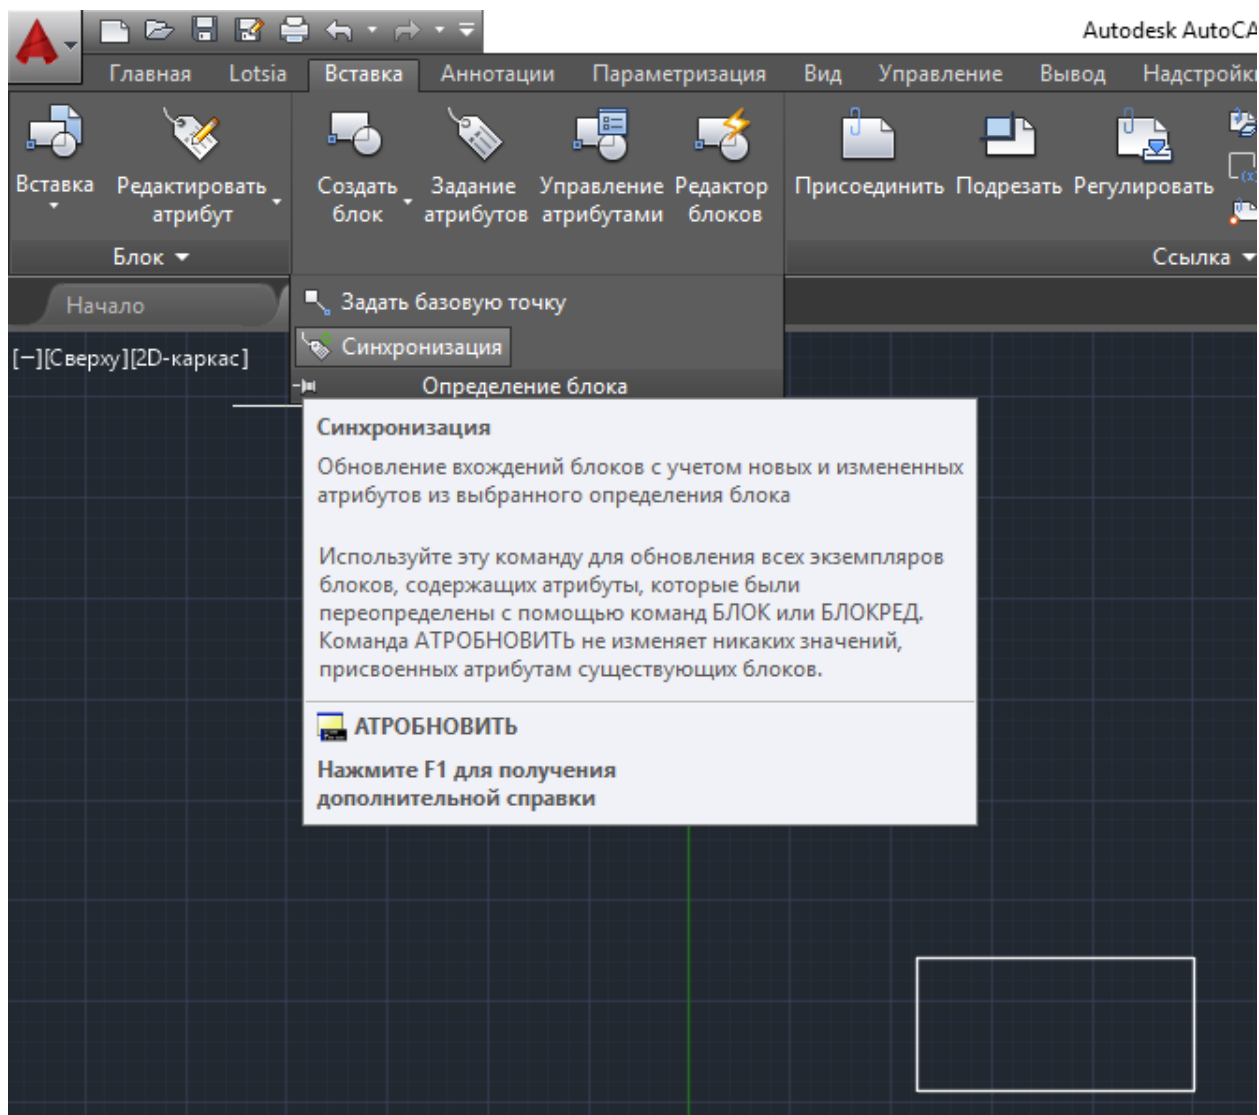 Autodesk AutoCA
Главная Lotsia Вставка Аннотации Параметризация Вид Управление Вывод Надстройки
Вставка Редактировать атрибут Создать блок Задание атрибутов Управление атрибутами Редактор блоков Присоединить Подрезать Регулировать
Блок Ссылка
Начало
Задать базовую точку
[−][Сверху][2D-каркас]
Синхронизация
Определение блока
Синхронизация
Обновление вхождений блоков с учетом новых и измененных
атрибутов из выбранного определения блока
Используйте эту команду для обновления всех экземпляров
блоков, содержащих атрибуты, которые были
переопределены с помощью команд БЛОК или БЛОКРЕД.
Команда АТРОБНОВИТЬ не изменяет никаких значений,
присвоенных атрибутам существующих блоков.
АТРОБНОВИТЬ
Нажмите F1 для получения
дополнительной справки